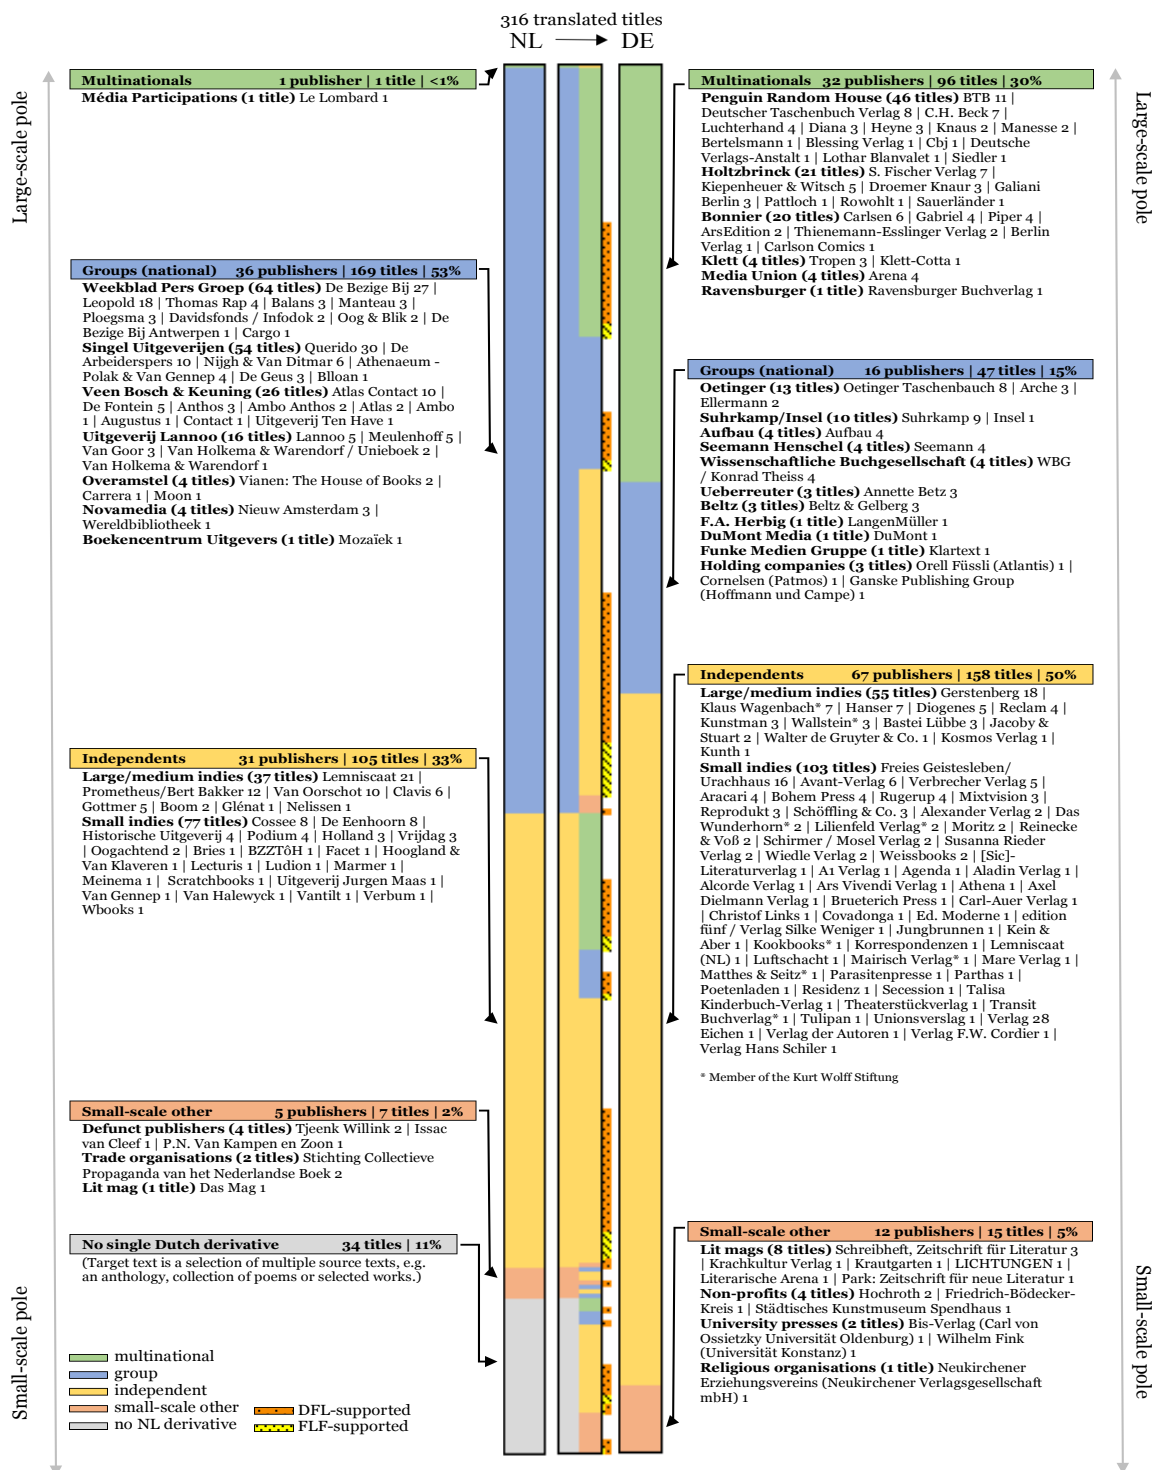 316 translated titles
NL
DE
Large-scale pole
Small-scale pole
Multinationals 1 publisher | 1 title | <1%
Média Participations (1 title) Le Lombard 1
Groups (national) 36 publishers | 169 titles | 53%
Weekblad Pers Groep (64 titles) De Bezige Bij 27 |
Leopold 18 | Thomas Rap 4 | Balans 3 | Manteau 3 |
Ploegsma 3 | Davidsfonds / Infodok 2 | Oog & Blik 2 | De
Bezige Bij Antwerpen 1 | Cargo 1
Singel Uitgeverijen (54 titles) Querido 30 | De
Arbeiderspers 10 | Nijgh & Van Ditmar 6 | Athenaeum -
Polak & Van Gennep 4 | De Geus 3 | Blloan 1
Veen Bosch & Keuning (26 titles) Atlas Contact 10 |
De Fontein 5 | Anthos 3 | Ambo Anthos 2 | Atlas 2 | Ambo
1 | Augustus 1 | Contact 1 | Uitgeverij Ten Have 1
Uitgeverij Lannoo (16 titles) Lannoo 5 | Meulenhoff 5 |
Van Goor 3 | Van Holkema & Warendorf / Unieboek 2 |
Van Holkema & Warendorf 1
Overamstel (4 titles) Vianen: The House of Books 2 |
Carrera 1 | Moon 1
Novamedia (4 titles) Nieuw Amsterdam 3 |
Wereldbibliotheek 1
Boekencentrum Uitgevers (1 title) Mozaïek 1
Independents 31 publishers | 105 titles | 33%
Large/medium indies (37 titles) Lemniscaat 21 |
Prometheus/Bert Bakker 12 | Van Oorschot 10 | Clavis 6 |
Gottmer 5 | Boom 2 | Glénat 1 | Nelissen 1
Small indies (77 titles) Cossee 8 | De Eenhoorn 8 |
Historische Uitgeverij 4 | Podium 4 | Holland 3 | Vrijdag 3
| Oogachtend 2 | Bries 1 | BZZTôH 1 | Facet 1 | Hoogland &
Van Klaveren 1 | Lecturis 1 | Ludion 1 | Marmer 1 |
Meinema 1 | Scratchbooks 1 | Uitgeverij Jurgen Maas 1 |
Van Gennep 1 | Van Halewyck 1 | Vantilt 1 | Verbum 1 |
Wbooks 1
Small-scale other 5 publishers | 7 titles | 2%
Defunct publishers (4 titles) Tjeenk Willink 2 | Issac
van Cleef 1 | P.N. Van Kampen en Zoon 1
Trade organisations (2 titles) Stichting Collectieve
Propaganda van het Nederlandse Boek 2
Lit mag (1 title) Das Mag 1
No single Dutch derivative 34 titles | 11%
(Target text is a selection of multiple source texts, e.g.
an anthology, collection of poems or selected works.)
multinational
group
independent
small-scale other
no NL derivative
DFL-supported
FLF-supported
Multinationals 32 publishers | 96 titles | 30%
Penguin Random House (46 titles) BTB 11 |
Deutscher Taschenbuch Verlag 8 | C.H. Beck 7 |
Luchterhand 4 | Diana 3 | Heyne 3 | Knaus 2 | Manesse 2 |
Bertelsmann 1 | Blessing Verlag 1 | Cbj 1 | Deutsche
Verlags-Anstalt 1 | Lothar Blanvalet 1 | Siedler 1
Holtzbrinck (21 titles) S. Fischer Verlag 7 |
Kiepenheuer & Witsch 5 | Droemer Knaur 3 | Galiani
Berlin 3 | Pattloch 1 | Rowohlt 1 | Sauerländer 1
Bonnier (20 titles) Carlsen 6 | Gabriel 4 | Piper 4 |
ArsEdition 2 | Thienemann-Esslinger Verlag 2 | Berlin
Verlag 1 | Carlson Comics 1
Klett (4 titles) Tropen 3 | Klett-Cotta 1
Media Union (4 titles) Arena 4
Ravensburger (1 title) Ravensburger Buchverlag 1
Groups (national) 16 publishers | 47 titles | 15%
Oetinger (13 titles) Oetinger Taschenbauch 8 | Arche 3 |
Ellermann 2
Suhrkamp/Insel (10 titles) Suhrkamp 9 | Insel 1
Aufbau (4 titles) Aufbau 4
Seemann Henschel (4 titles) Seemann 4
Wissenschaftliche Buchgesellschaft (4 titles) WBG
/ Konrad Theiss 4
Ueberreuter (3 titles) Annette Betz 3
Beltz (3 titles) Beltz & Gelberg 3
F.A. Herbig (1 title) LangenMüller 1
DuMont Media (1 title) DuMont 1
Funke Medien Gruppe (1 title) Klartext 1
Holding companies (3 titles) Orell Füssli (Atlantis) 1 |
Cornelsen (Patmos) 1 | Ganske Publishing Group
(Hoffmann und Campe) 1
Independents 67 publishers | 158 titles | 50%
Large/medium indies (55 titles) Gerstenberg 18 |
Klaus Wagenbach* 7 | Hanser 7 | Diogenes 5 | Reclam 4 |
Kunstman 3 | Wallstein* 3 | Bastei Lübbe 3 | Jacoby &
Stuart 2 | Walter de Gruyter & Co. 1 | Kosmos Verlag 1 |
Kunth 1
Small indies (103 titles) Freies Geistesleben/
Urachhaus 16 | Avant-Verlag 6 | Verbrecher Verlag 5 |
Aracari 4 | Bohem Press 4 | Rugerup 4 | Mixtvision 3 |
Reprodukt 3 | Schöffling & Co. 3 | Alexander Verlag 2 | Das
Wunderhorn* 2 | Lilienfeld Verlag* 2 | Moritz 2 | Reinecke
& Voß 2 | Schirmer / Mosel Verlag 2 | Susanna Rieder
Verlag 2 | Wiedle Verlag 2 | Weissbooks 2 | [Sic]-
Literaturverlag 1 | A1 Verlag 1 | Agenda 1 | Aladin Verlag 1 |
Alcorde Verlag 1 | Ars Vivendi Verlag 1 | Athena 1 | Axel
Dielmann Verlag 1 | Brueterich Press 1 | Carl-Auer Verlag 1
| Christof Links 1 | Covadonga 1 | Ed. Moderne 1 | edition
fünf / Verlag Silke Weniger 1 | Jungbrunnen 1 | Kein &
Aber 1 | Kookbooks* 1 | Korrespondenzen 1 | Lemniscaat
(NL) 1 | Luftschacht 1 | Mairisch Verlag* 1 | Mare Verlag 1 |
Matthes & Seitz* 1 | Parasitenpresse 1 | Parthas 1 |
Poetenladen 1 | Residenz 1 | Secession 1 | Talisa
Kinderbuch-Verlag 1 | Theaterstückverlag 1 | Transit
Buchverlag* 1 | Tulipan 1 | Unionsverslag 1 | Verlag 28
Eichen 1 | Verlag der Autoren 1 | Verlag F.W. Cordier 1 |
Verlag Hans Schiler 1
* Member of the Kurt Wolff Stiftung
Small-scale other 12 publishers | 15 titles | 5%
Lit mags (8 titles) Schreibheft, Zeitschrift für Literatur 3
| Krachkultur Verlag 1 | Krautgarten 1 | LICHTUNGEN 1 |
Literarische Arena 1 | Park: Zeitschrift für neue Literatur 1
Non-profits (4 titles) Hochroth 2 | Friedrich-Bödecker-
Kreis 1 | Städtisches Kunstmuseum Spendhaus 1
University presses (2 titles) Bis-Verlag (Carl von
Ossietzky Universität Oldenburg) 1 | Wilhelm Fink
(Universität Konstanz) 1
Religious organisations (1 title) Neukirchener
Erziehungsvereins (Neukirchener Verlagsgesellschaft
mbH) 1
Large-scale pole
Small-scale pole